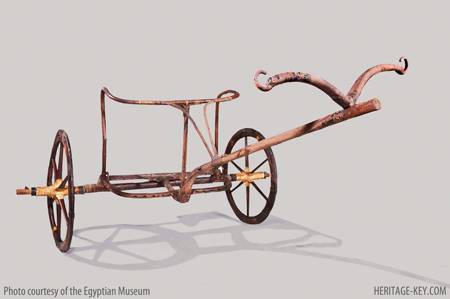 Photo courtesy of the Egyptian Museum
HERITAGE-KEY.COM